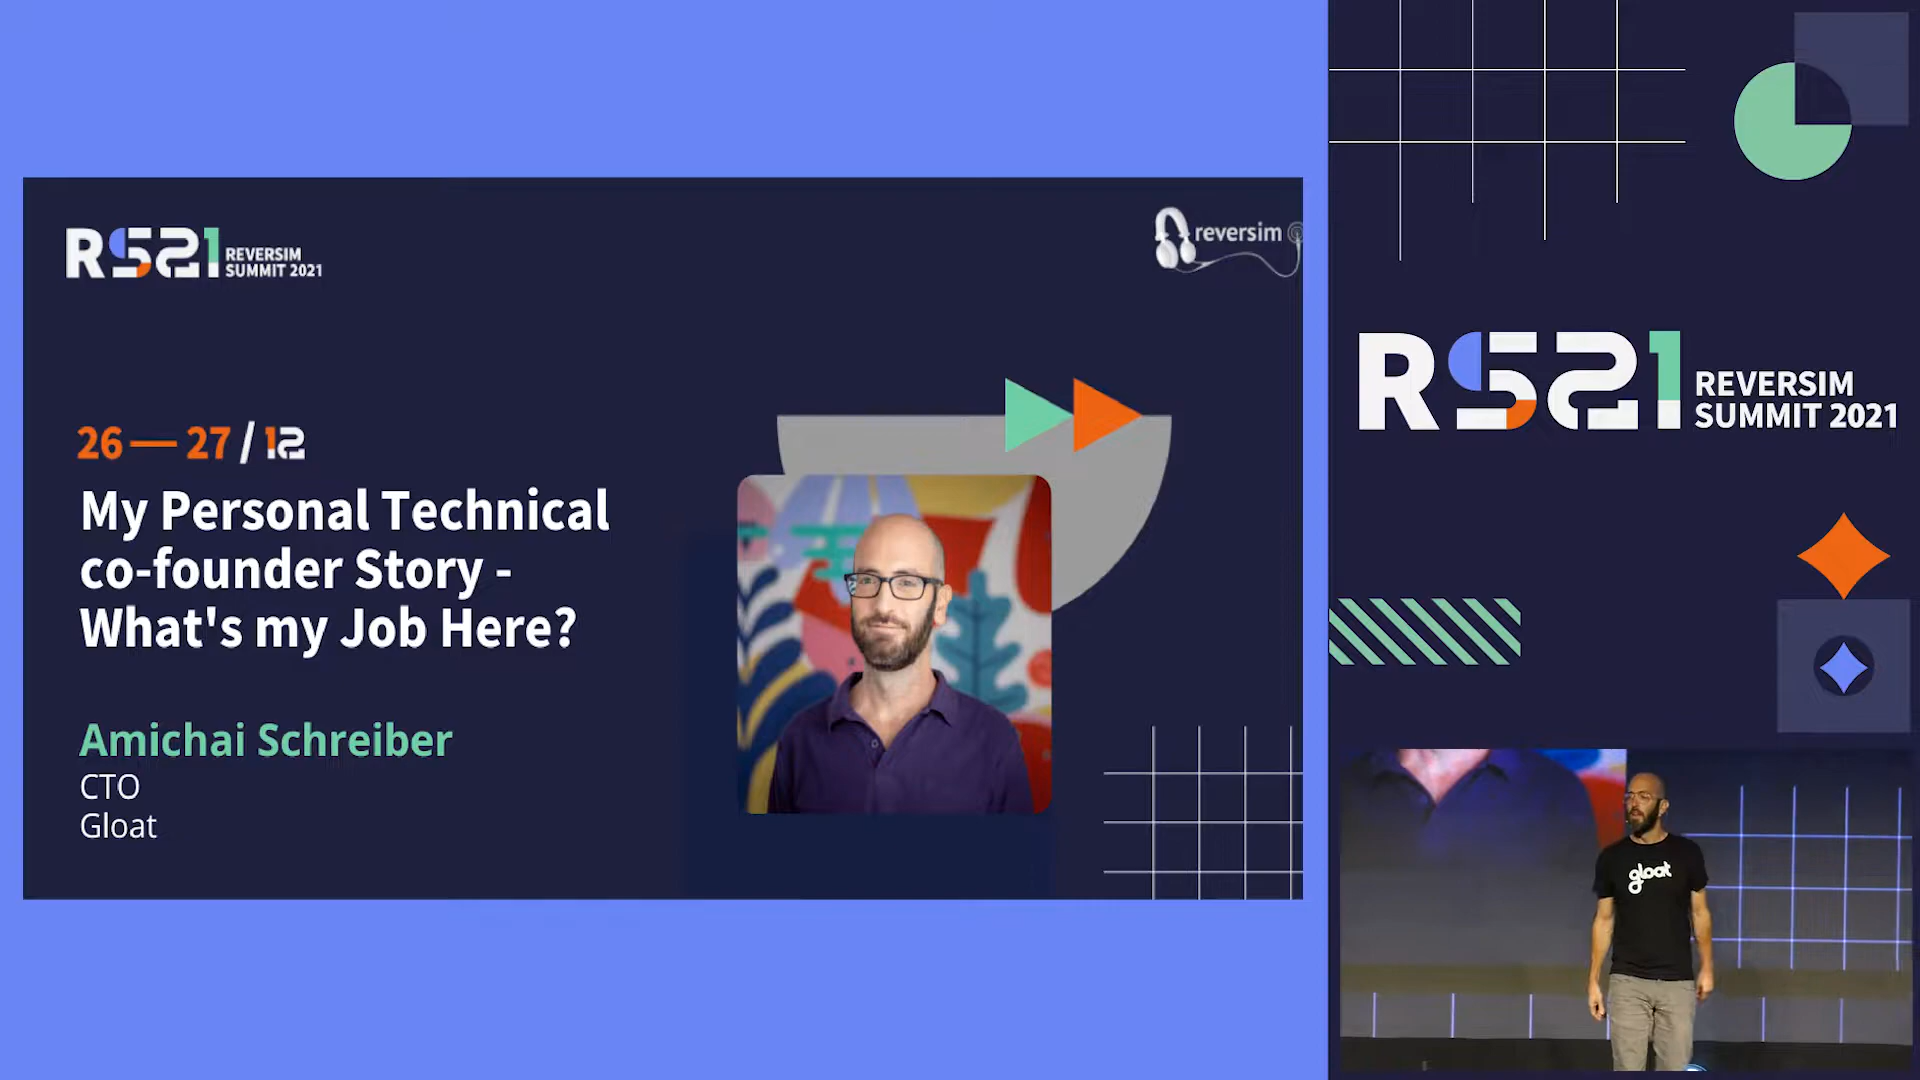 RS21 REVERSIM
SUMMIT 2021
reversim
26 — 27 / 12
My Personal Technical
co-founder Story -
What's my Job Here?
Amichai Schreiber
CTO
Gloat
RS21 REVERSIM
SUMMIT 2021
gloat